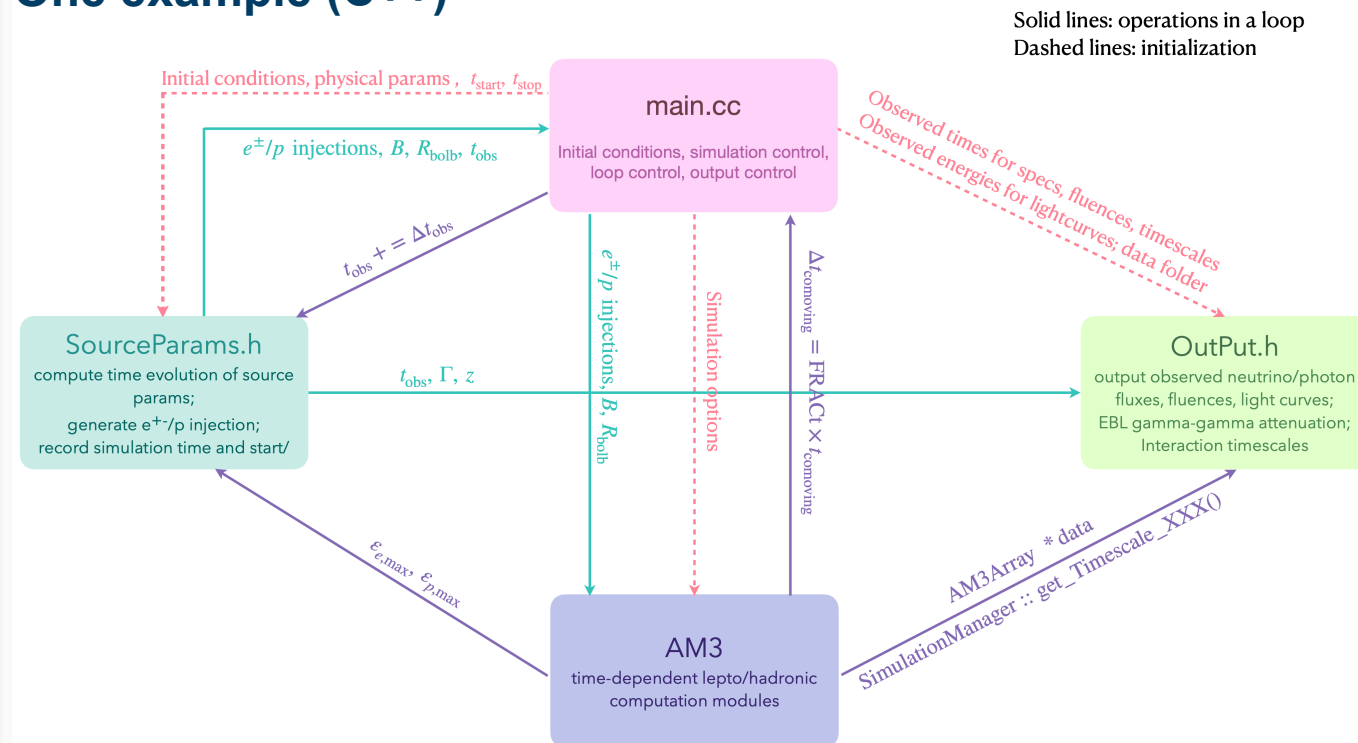 One example (C++)
Solid lines: operations in a loop
Dashed lines: initialization
Initial conditions, physical params , t_start, t_stop
e±/p injections, B, R_bolb, t_obs
main.cc
Initial conditions, simulation control,
loop control, output control
Observed times for specs, fluences, timescales
Observed energies for lightcurves; data folder
t_obs + = Δt_obs
e±/p injections, B, R_bolb
Simulation options
Δt_comoving = FRACt × t_comoving
SourceParams.h
compute time evolution of source
params;
generate e+-/p injection;
record simulation time and start/
t_obs, Γ, z
OutPut.h
output observed neutrino/photon
fluxes, fluences, light curves;
EBL gamma-gamma attenuation;
Interaction timescales
ε_e,max, ε_p,max
AM3Array * data
SimulationManager :: get_Timescale_XXX()
AM3
time-dependent lepto/hadronic
computation modules